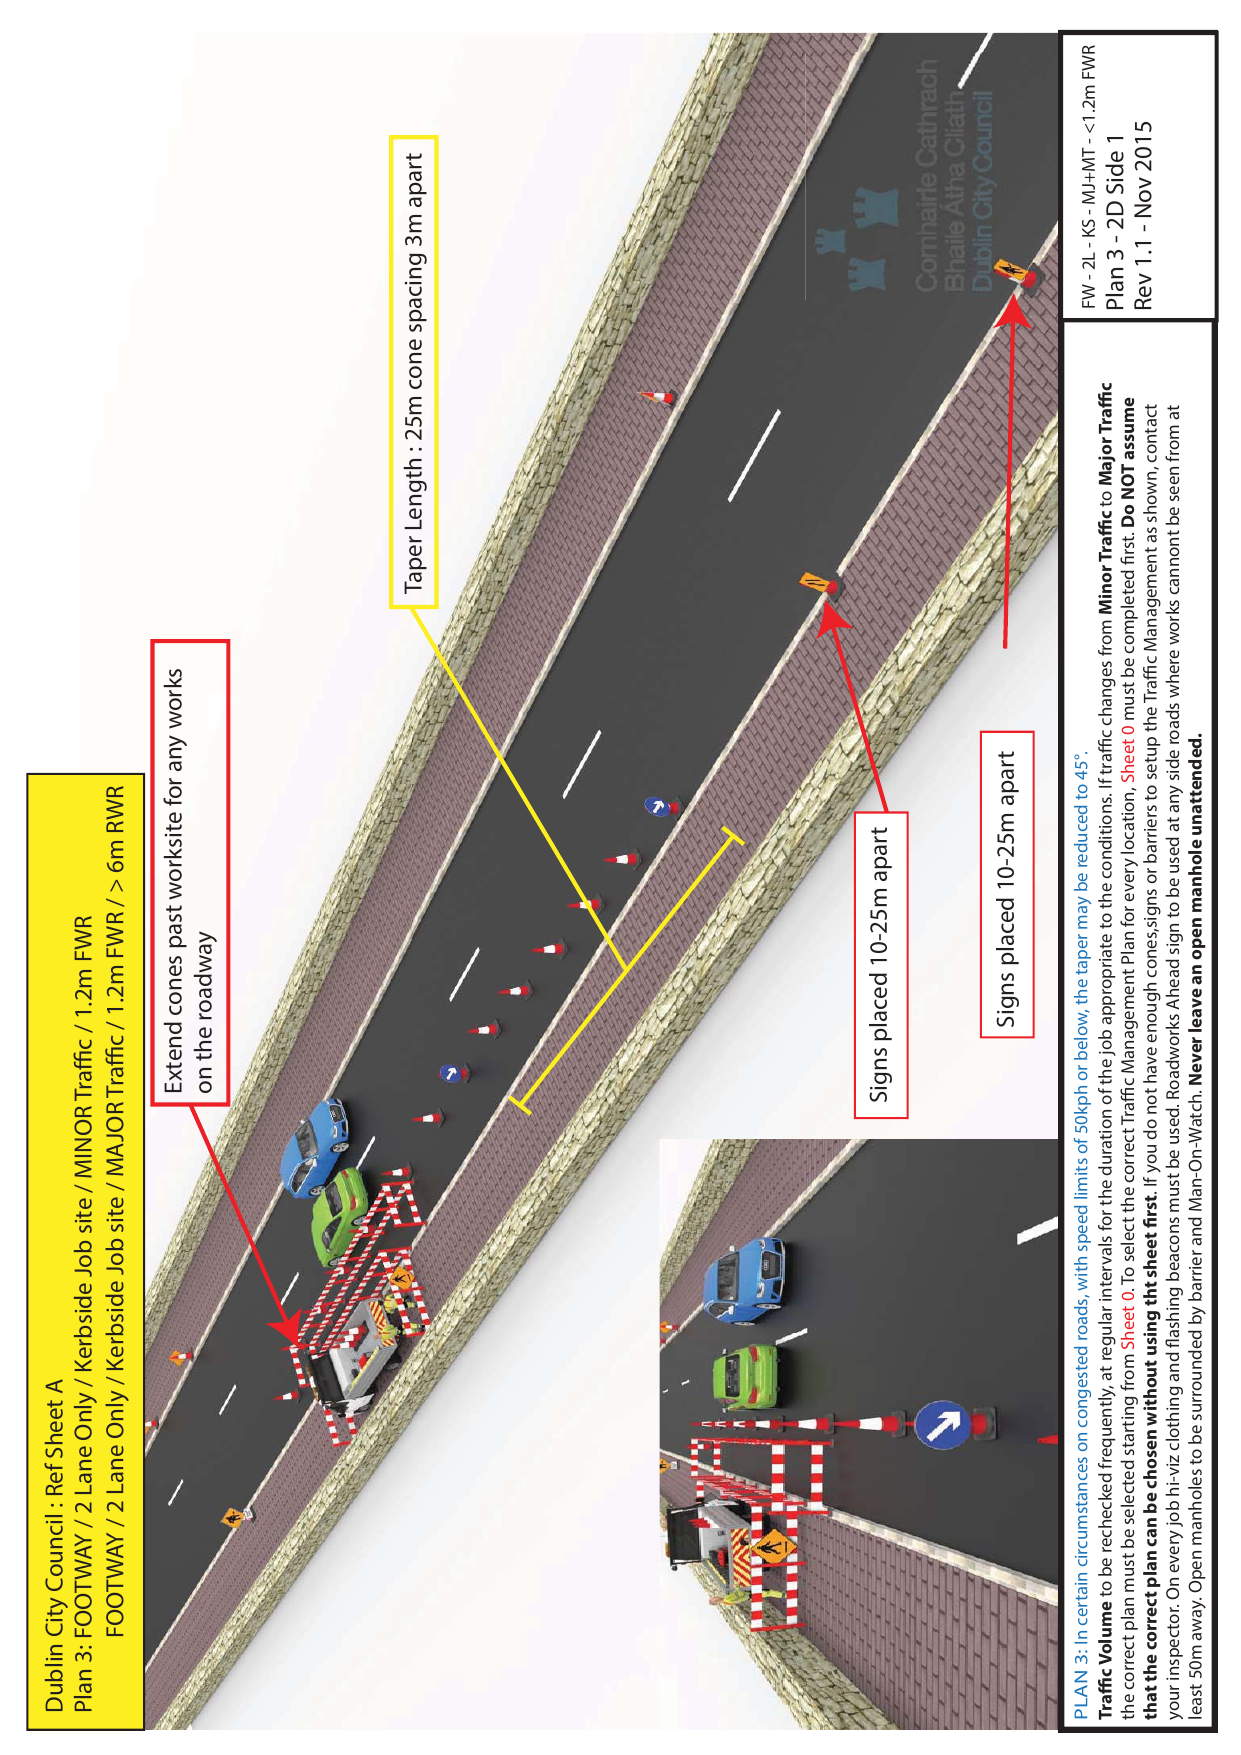 Dublin City Council : Ref Sheet A
Plan 3: FOOTWAY / 2 Lane Only / Kerbside Job site / MINOR Traffic / 1.2m FWR
FOOTWAY / 2 Lane Only / Kerbside Job site / MAJOR Traffic / 1.2m FWR / > 6m RWR
Extend cones past worksite for any works
on the roadway
Taper Length : 25m cone spacing 3m apart
Signs placed 10-25m apart
Signs placed 10-25m apart
Comhairle Cathrach
Bhaile Átha Cliath
Dublin City Council
PLAN 3: In certain circumstances on congested roads, with speed limits of 50kph or below, the taper may be reduced to 45°.
Traffic Volume to be rechecked frequently, at regular intervals for the duration of the job appropriate to the conditions. If traffic changes from Minor Traffic to Major Traffic
the correct plan must be selected starting from Sheet 0. To select the correct Traffic Management Plan for every location, Sheet 0 must be completed first. Do NOT assume
that the correct plan can be chosen without using tht sheet first. If you do not have enough cones,signs or barriers to setup the Traffic Management as shown, contact
your inspector. On every job hi-viz clothing and flashing beacons must be used. Roadworks Ahead sign to be used at any side roads where works cannont be seen from at
least 50m away. Open manholes to be surrounded by barrier and Man-On-Watch. Never leave an open manhole unattended.
FW - 2L - KS - MJ+MT - <1.2m FWR
Plan 3 - 2D Side 1
Rev 1.1 - Nov 2015